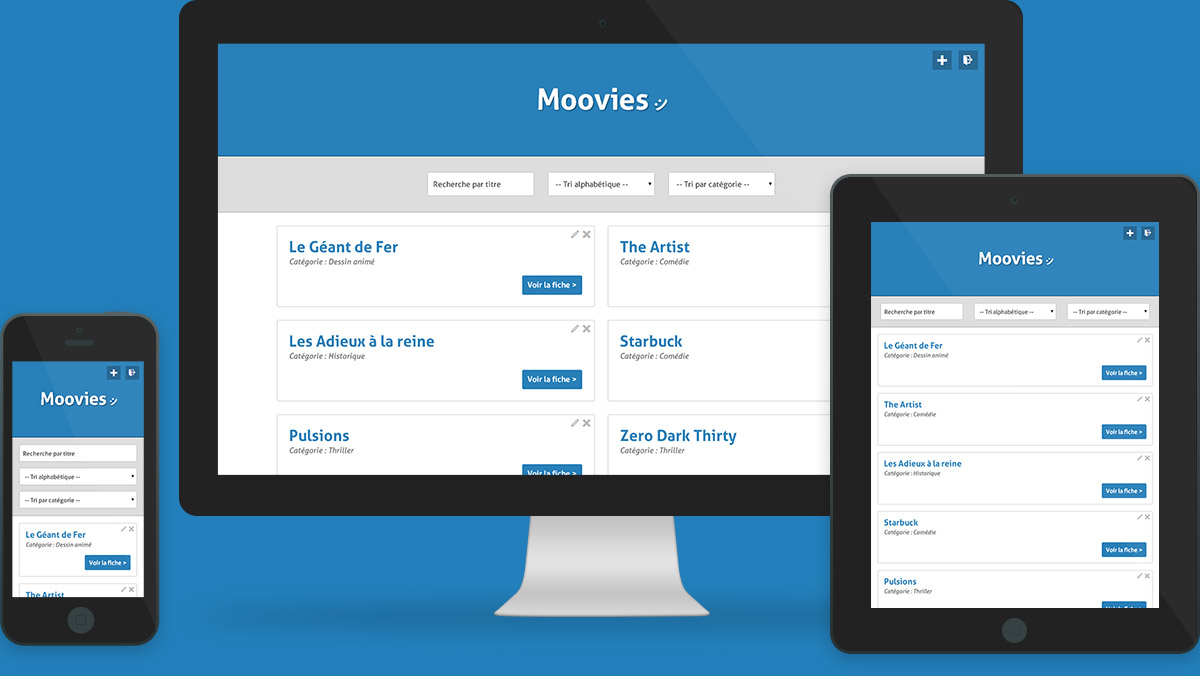 Moovies ツ
Recherche par titre
-- Tri alphabétique --
-- Tri par catégorie --
Le Géant de Fer
Catégorie : Dessin animé
Voir la fiche >
The Artist
Catégorie : Comédie
Les Adieux à la reine
Catégorie : Historique
Voir la fiche >
Starbuck
Catégorie : Comédie
Pulsions
Catégorie : Thriller
Voir la fiche >
Zero Dark Thirty
Catégorie : Thriller
Moovies ツ
Recherche par titre
-- Tri alphabétique --
-- Tri par catégorie --
Le Géant de Fer
Catégorie : Dessin animé
Voir la fiche >
The Artist
Moovies ツ
Recherche par titre
-- Tri alphabétique --
-- Tri par catégorie --
Le Géant de Fer
Catégorie : Dessin animé
Voir la fiche >
The Artist
Catégorie : Comédie
Voir la fiche >
Les Adieux à la reine
Catégorie : Historique
Voir la fiche >
Starbuck
Catégorie : Comédie
Voir la fiche >
Pulsions
Catégorie : Thriller